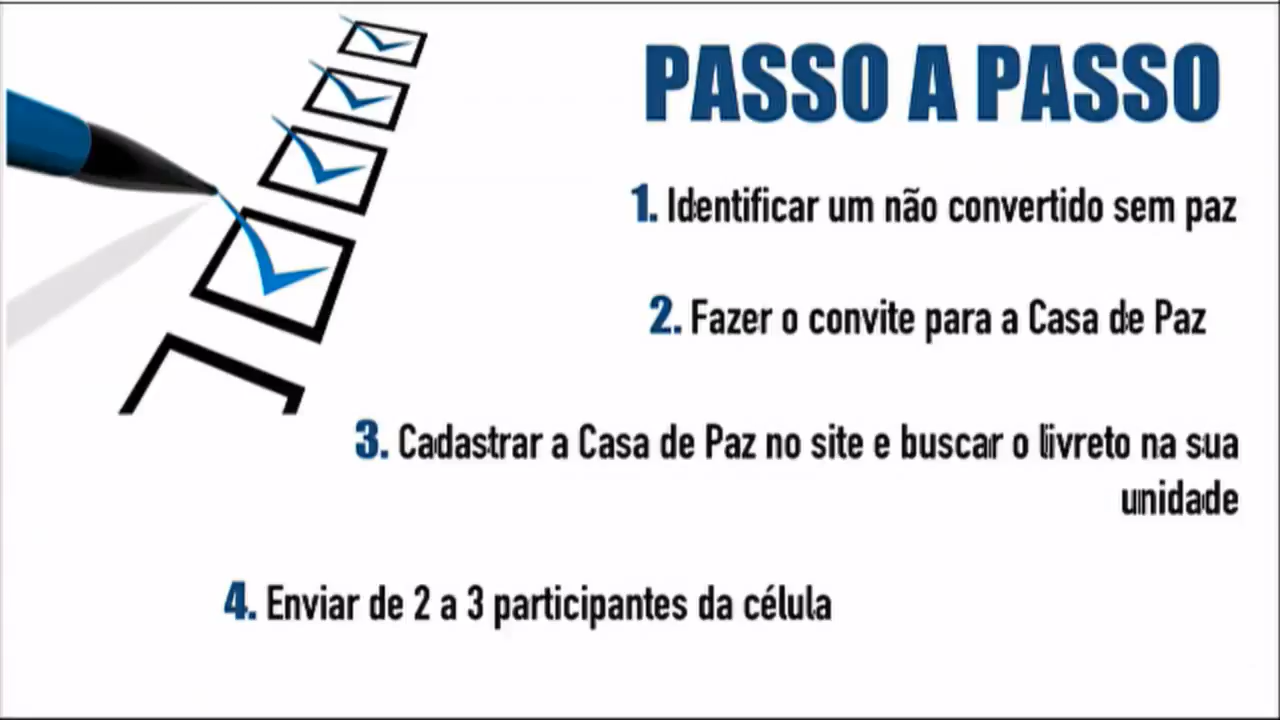 PASSO A PASSO
1. Identificar um não convertido sem paz
2. Fazer o convite para a Casa de Paz
3. Cadastrar a Casa de Paz no site e buscar o livreto na sua
unidade
4. Enviar de 2 a 3 participantes da célula